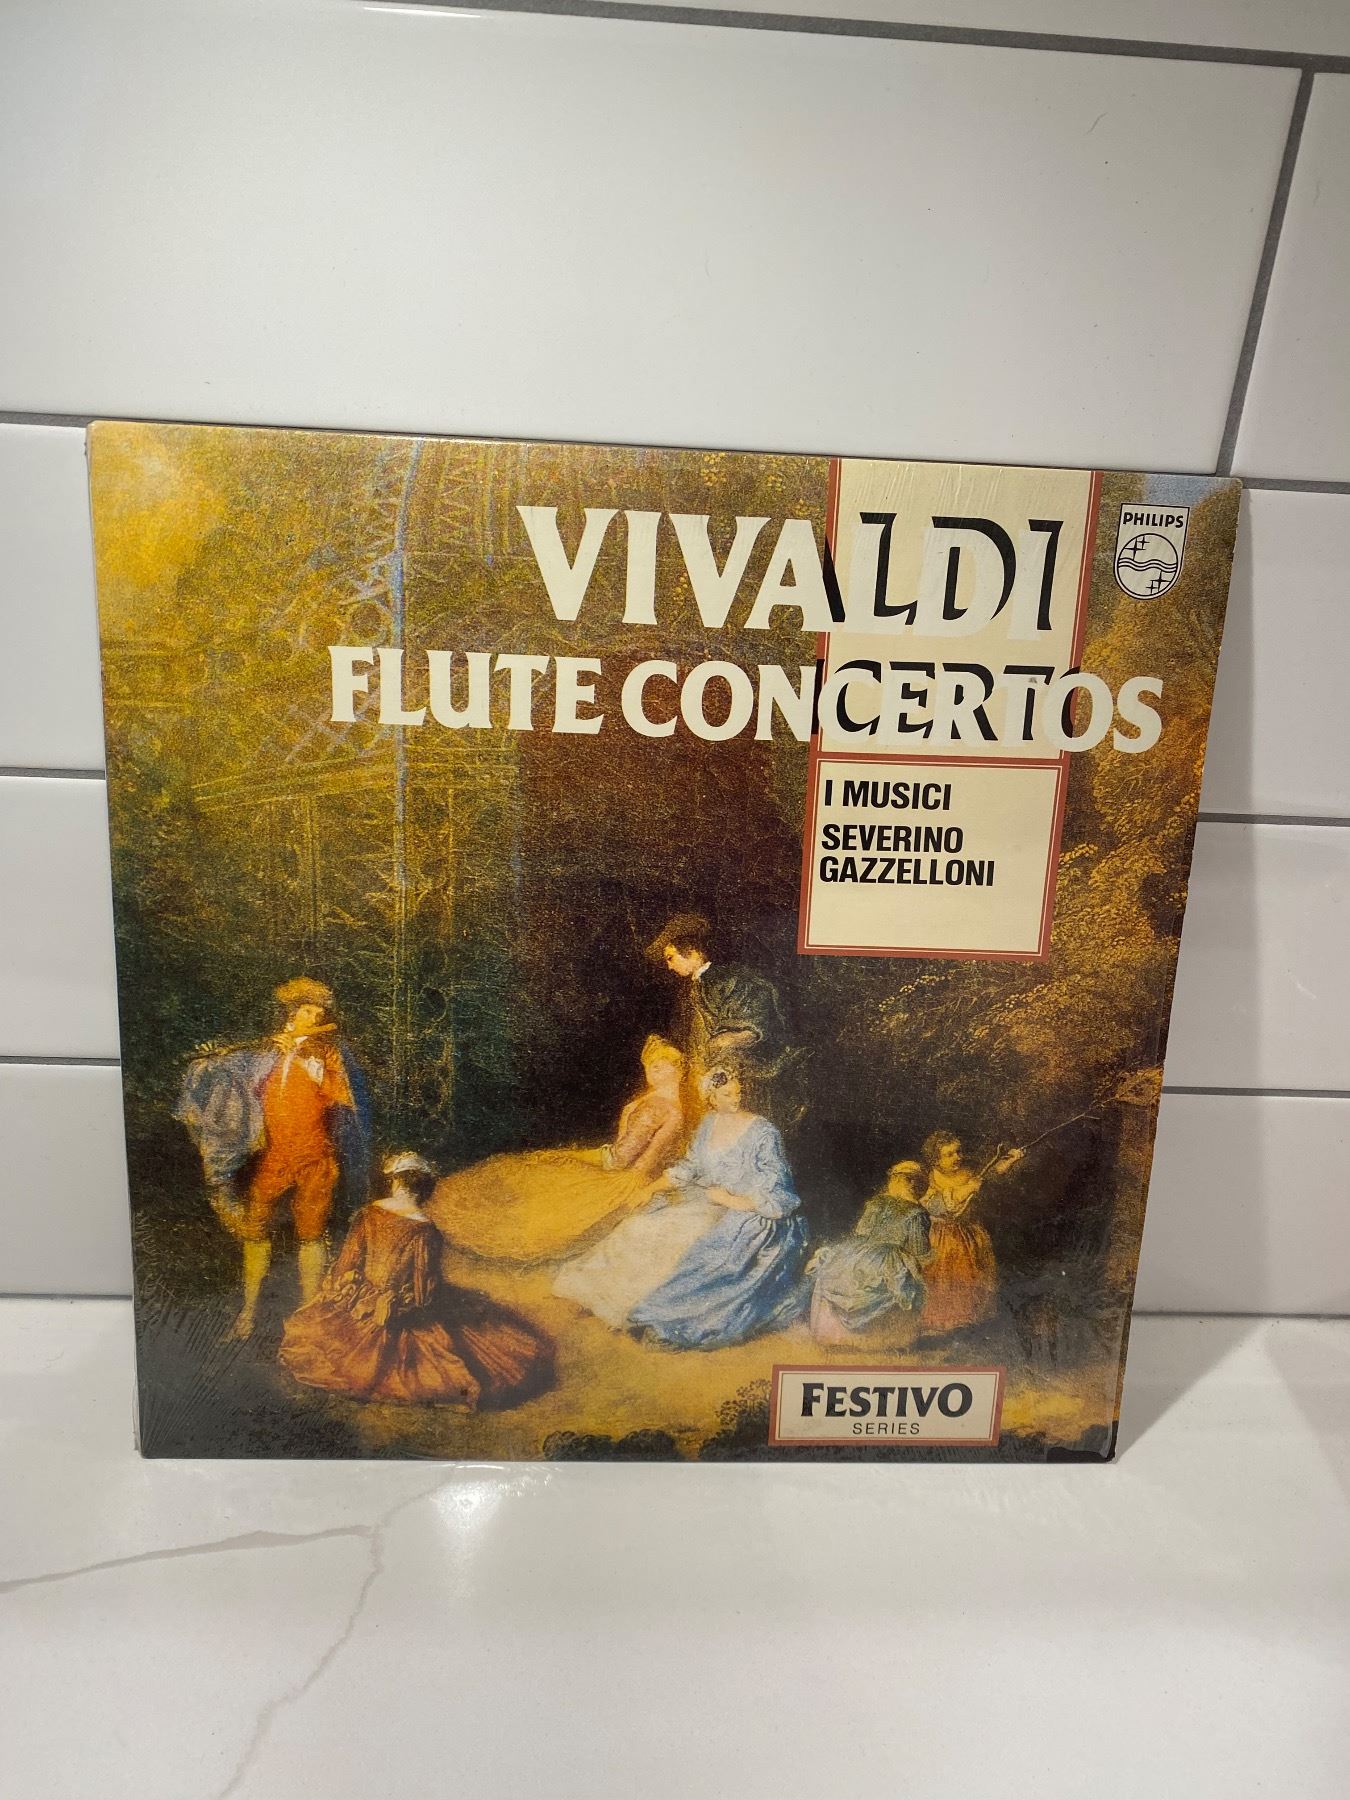 VIVALDI
PHILIPS
FLUTE CONCERTOS
I MUSICI
SEVERINO
GAZZELLONI
FESTIVO
SERIES